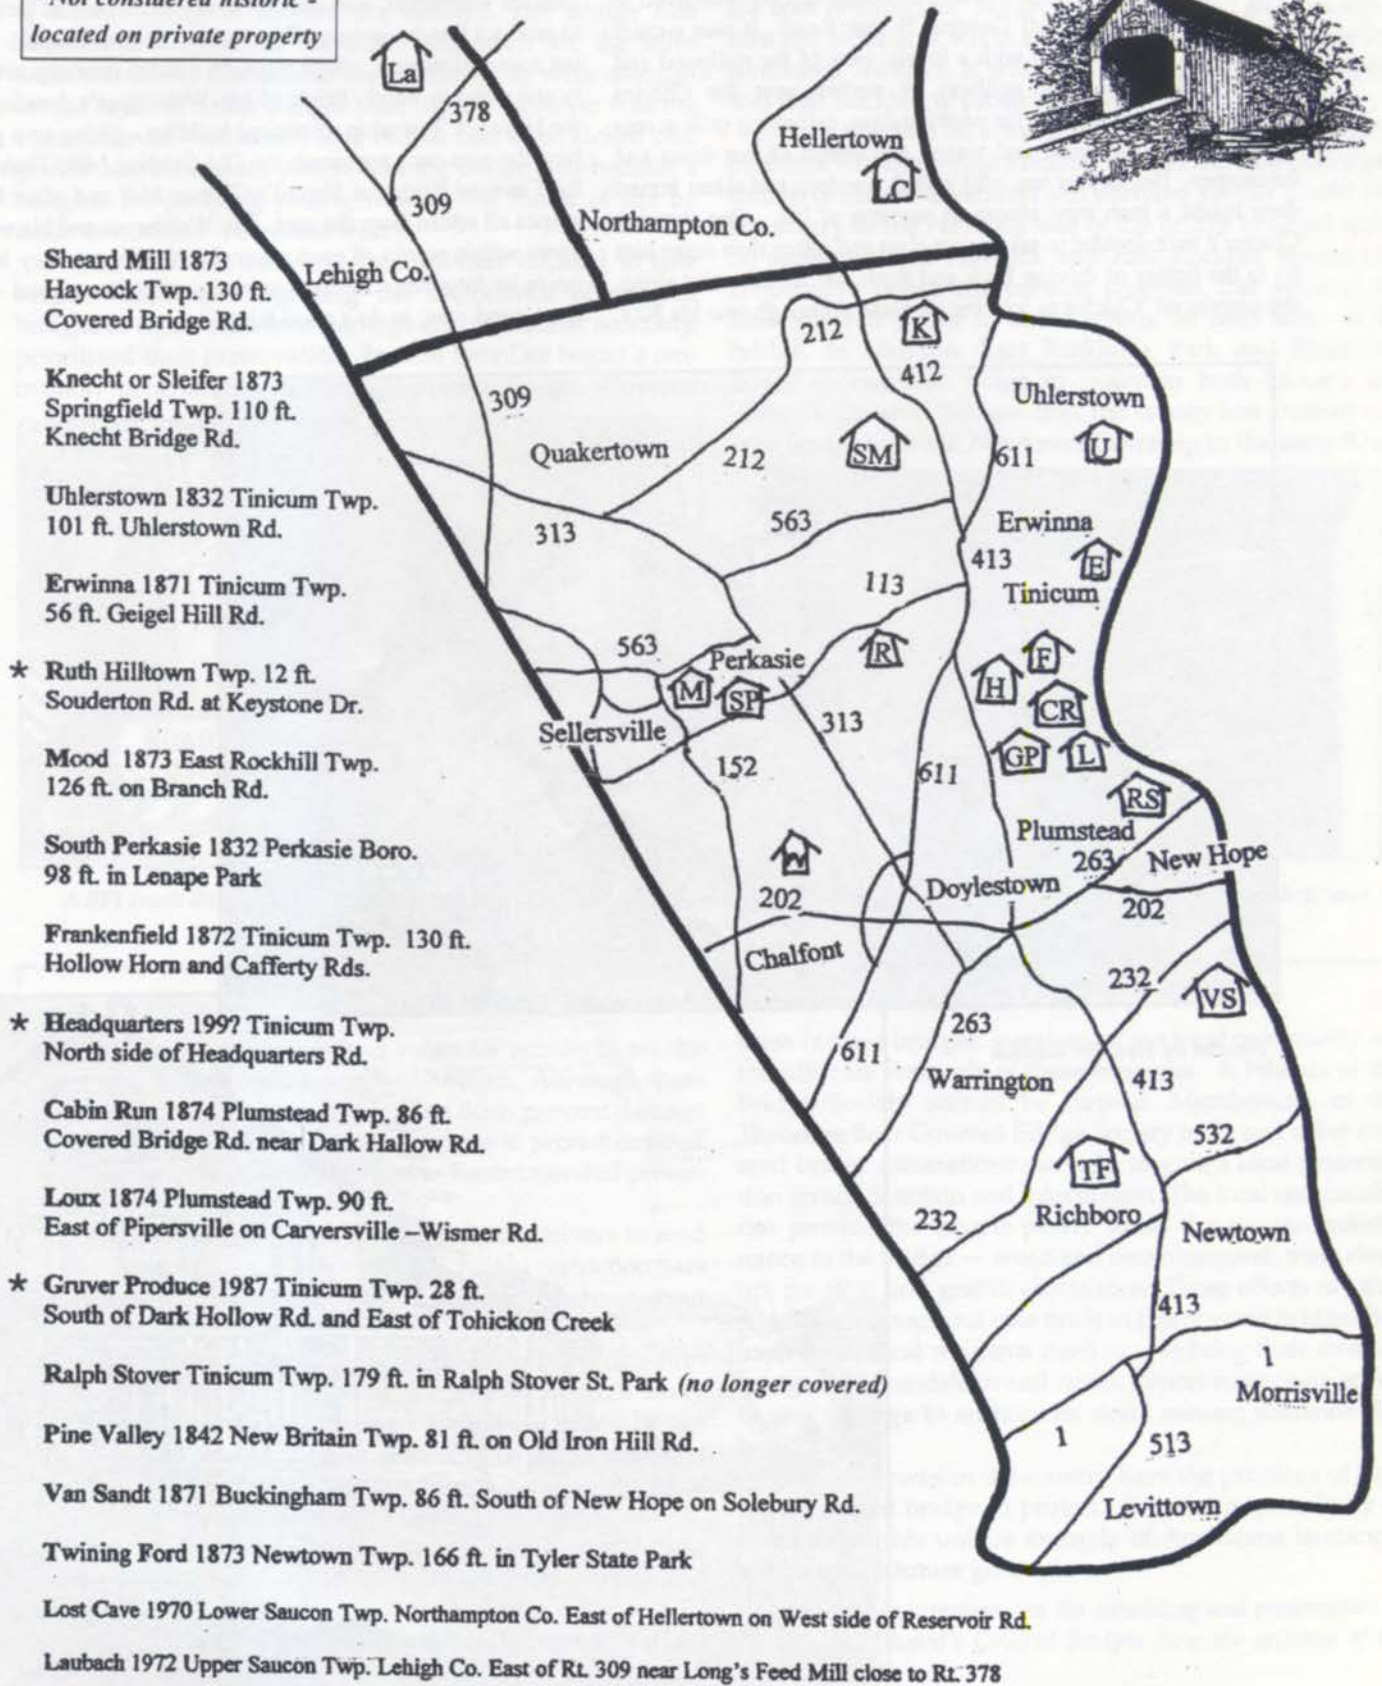 Not considered historic -
located on private property
La
378
309
Hellertown
LC
Northampton Co.
Lehigh Co.
Sheard Mill 1873
Haycock Twp. 130 ft.
Covered Bridge Rd.
Knecht or Sleifer 1873
Springfield Twp. 110 ft.
Knecht Bridge Rd.
Uhlerstown 1832 Tinicum Twp.
101 ft. Uhlerstown Rd.
Erwinna 1871 Tinicum Twp.
56 ft. Geigel Hill Rd.
* Ruth Hilltown Twp. 12 ft.
Souderton Rd. at Keystone Dr.
Mood 1873 East Rockhill Twp.
126 ft. on Branch Rd.
South Perkasie 1832 Perkasie Boro.
98 ft. in Lenape Park
Frankenfield 1872 Tinicum Twp. 130 ft.
Hollow Horn and Cafferty Rds.
* Headquarters 199? Tinicum Twp.
North side of Headquarters Rd.
Cabin Run 1874 Plumstead Twp. 86 ft.
Covered Bridge Rd. near Dark Hallow Rd.
Loux 1874 Plumstead Twp. 90 ft.
East of Pipersville on Carversville –Wismer Rd.
* Gruver Produce 1987 Tinicum Twp. 28 ft.
South of Dark Hollow Rd. and East of Tohickon Creek
Ralph Stover Tinicum Twp. 179 ft. in Ralph Stover St. Park (no longer covered)
Pine Valley 1842 New Britain Twp. 81 ft. on Old Iron Hill Rd.
Van Sandt 1871 Buckingham Twp. 86 ft. South of New Hope on Solebury Rd.
Twining Ford 1873 Newtown Twp. 166 ft. in Tyler State Park
Lost Cave 1970 Lower Saucon Twp. Northampton Co. East of Hellertown on West side of Reservoir Rd.
Laubach 1972 Upper Saucon Twp. Lehigh Co. East of Rt. 309 near Long's Feed Mill close to Rt. 378
212
K
412
309
Uhlerstown
Quakertown
212
SM
611
U
313
563
Erwinna
413
E
113
Tinicum
563
Perkasie
R
F
M
SP
H
CR
Sellersville
313
GP
L
152
611
RS
Plumstead
263
New Hope
202
Doylestown
202
Chalfont
232
VS
263
611
Warrington
413
532
TF
232
Richboro
Newtown
413
1
Morrisville
1
513
Levittown